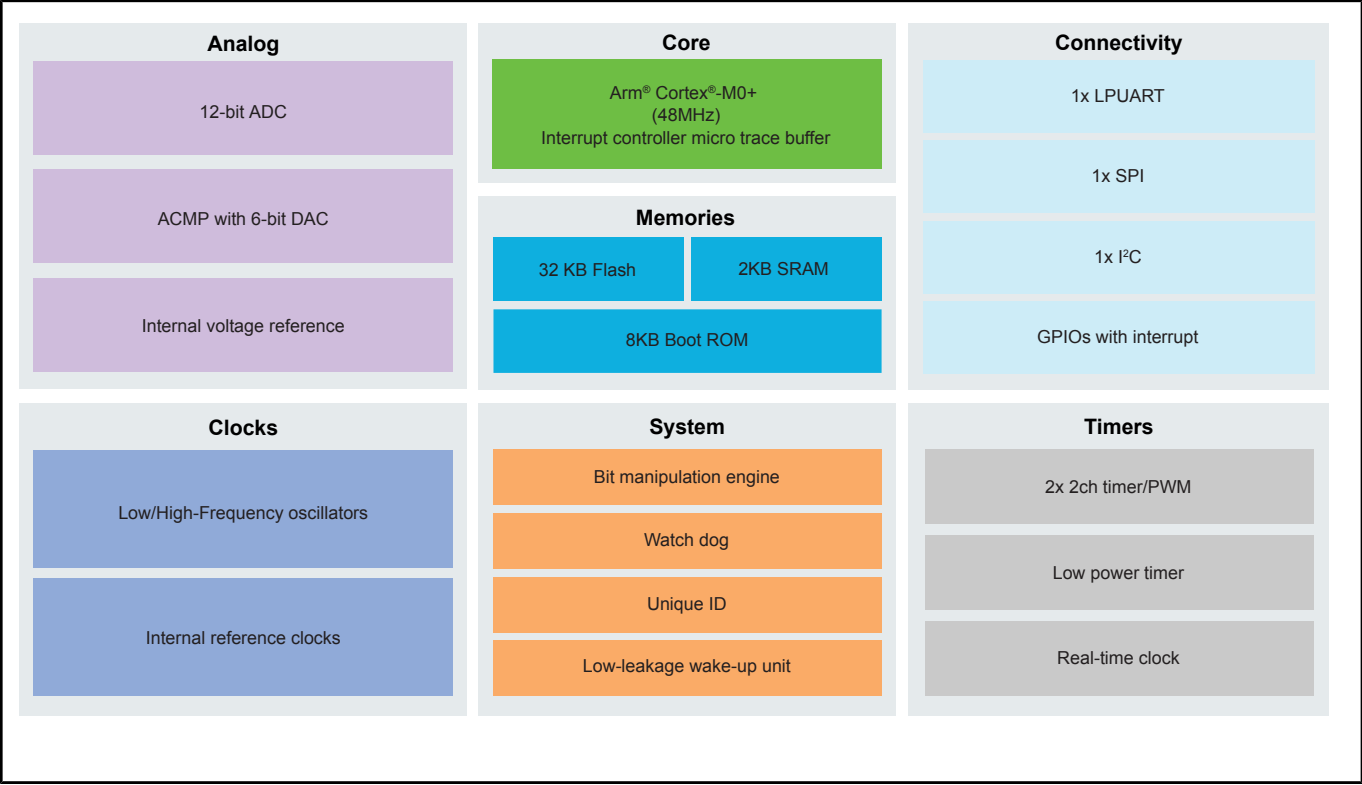 Analog
12-bit ADC
ACMP with 6-bit DAC
Internal voltage reference
Core
Arm® Cortex®-M0+
(48MHz)
Interrupt controller micro trace buffer
Memories
32 KB Flash
2KB SRAM
8KB Boot ROM
Connectivity
1x LPUART
1x SPI
1x I²C
GPIOs with interrupt
Clocks
Low/High-Frequency oscillators
Internal reference clocks
System
Bit manipulation engine
Watch dog
Unique ID
Low-leakage wake-up unit
Timers
2x 2ch timer/PWM
Low power timer
Real-time clock